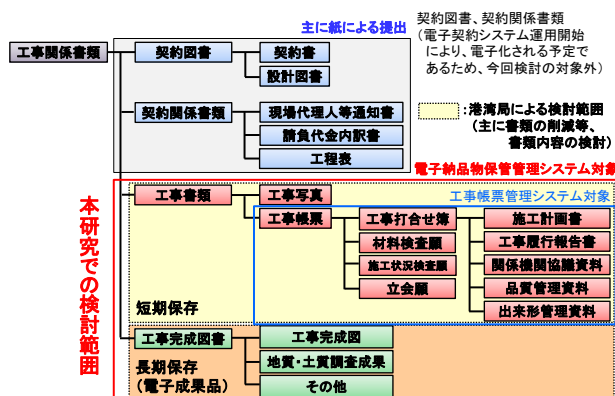 主に紙による提出
契約図書、契約関係書類
(電子契約システム運用開始
により、電子化される予定で
あるため、今回検討の対象外)
工事関係書類
契約図書
契約書
設計図書
契約関係書類
現場代理人等通知書
請負代金内訳書
工程表
:港湾局による検討範囲
(主に書類の削減等、
書類内容の検討)
電子納品物保管管理システム対象
本研究での検討範囲
工事書類
工事写真
工事帳票管理システム対象
工事帳票
工事打合せ簿
施工計画書
材料検査願
工事履行報告書
施工状況検査願
関係機関協議資料
立会願
品質管理資料
出来形管理資料
短期保存
工事完成図書
工事完成図
地質・土質調査成果
その他
長期保存
(電子成果品)